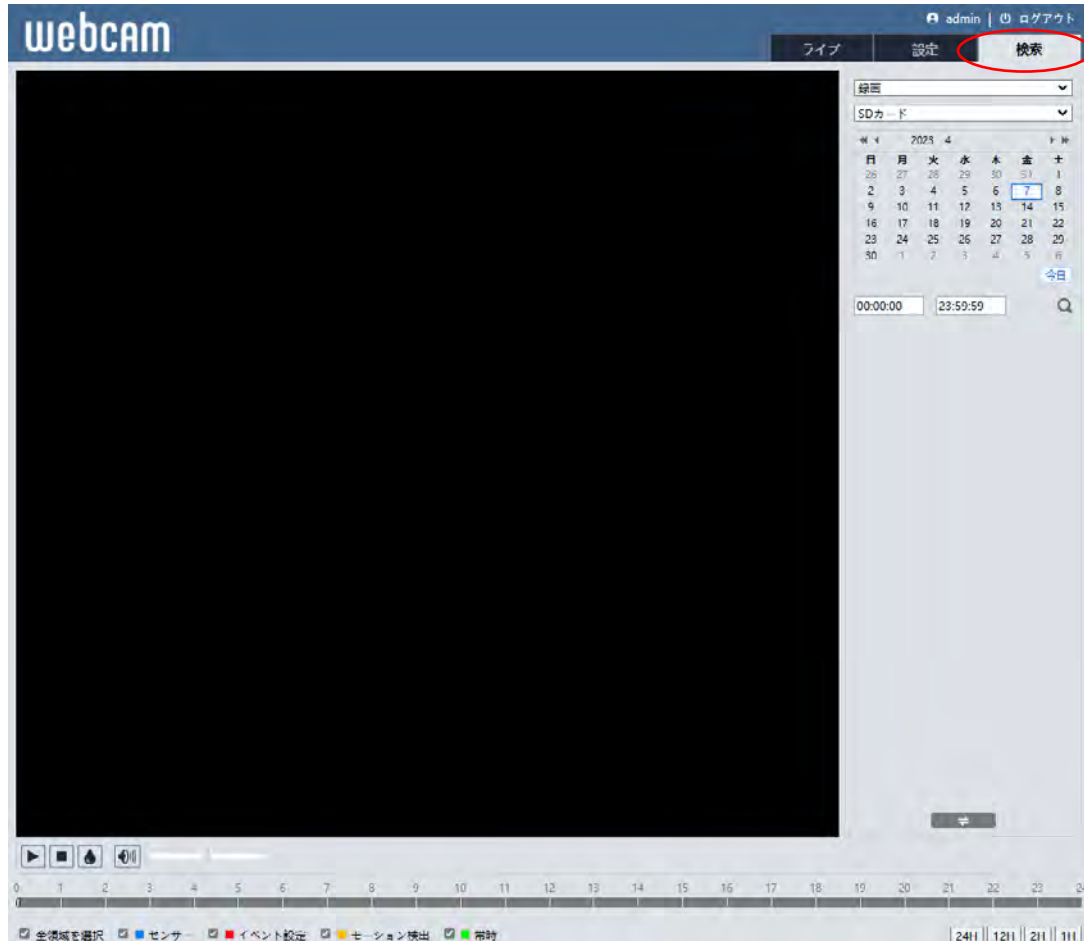 webcam
admin | ログアウト
ライブ 設定 検索
録画
SDカード
2023 4
日 月 火 水 木 金 土
26 27 28 29 30 31 1
2 3 4 5 6 7 8
9 10 11 12 13 14 15
16 17 18 19 20 21 22
23 24 25 26 27 28 29
30 1 2 3 4 5 6
今日
00:00:00 23:59:59
0 1 2 3 4 5 6 7 8 9 10 11 12 13 14 15 16 17 18 19 20 21 22 23 24
全領域を選択 センサー イベント設定 モーション検出 常時
24H 12H 2H 1H